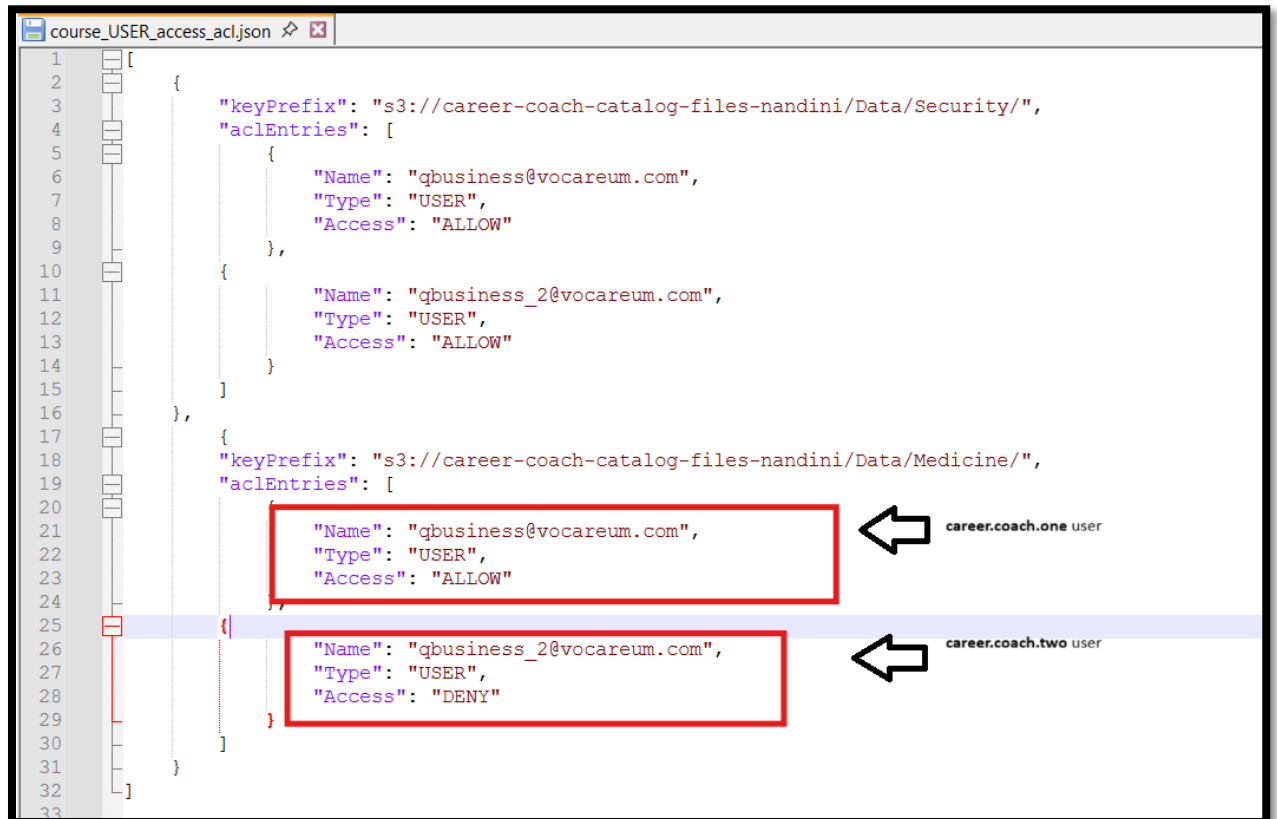 course_USER_access_acl.json
1 [
2 {
3 "keyPrefix": "s3://career-coach-catalog-files-nandini/Data/Security/",
4 "aclEntries": [
5 {
6 "Name": "qbusiness@vocareum.com",
7 "Type": "USER",
8 "Access": "ALLOW"
9 },
10 {
11 "Name": "qbusiness_2@vocareum.com",
12 "Type": "USER",
13 "Access": "ALLOW"
14 }
15 ]
16 },
17 {
18 "keyPrefix": "s3://career-coach-catalog-files-nandini/Data/Medicine/",
19 "aclEntries": [
20 {
21 "Name": "qbusiness@vocareum.com", career.coach.one user
22 "Type": "USER",
23 "Access": "ALLOW"
24 },
25 {
26 "Name": "qbusiness_2@vocareum.com", career.coach.two user
27 "Type": "USER",
28 "Access": "DENY"
29 }
30 ]
31 }
32 ]
33